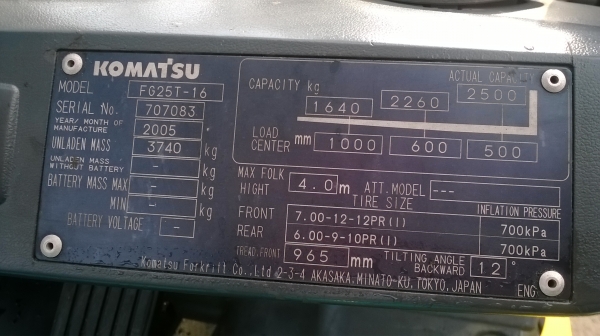 KOMATSU
MODEL FG25T-16
SERIAL No. 707083
YEAR/ MONTH OF MANUFACTURE 2005
UNLADEN MASS 3740 kg
UNLADEN MASS WITHOUT BATTERY - kg
BATTERY MASS MAX - kg
MIN - kg
BATTERY VOLTAGE -
ACTUAL CAPACITY
CAPACITY kg 1640 2260 2500
LOAD CENTER mm 1000 600 500
MAX FOLK HIGHT 4.0 m ATT.MODEL ---
TIRE SIZE INFLATION PRESSURE
FRONT 7.00-12-12PR(I) 700kPa
REAR 6.00-9-10PR(I) 700kPa
TREAD.FRONT 965 mm TILTING ANGLE BACKWARD 12°
Komatsu Forkrift Co.,Ltd 2-3-4 AKASAKA,MINATO-KU,TOKYO,JAPAN ENG